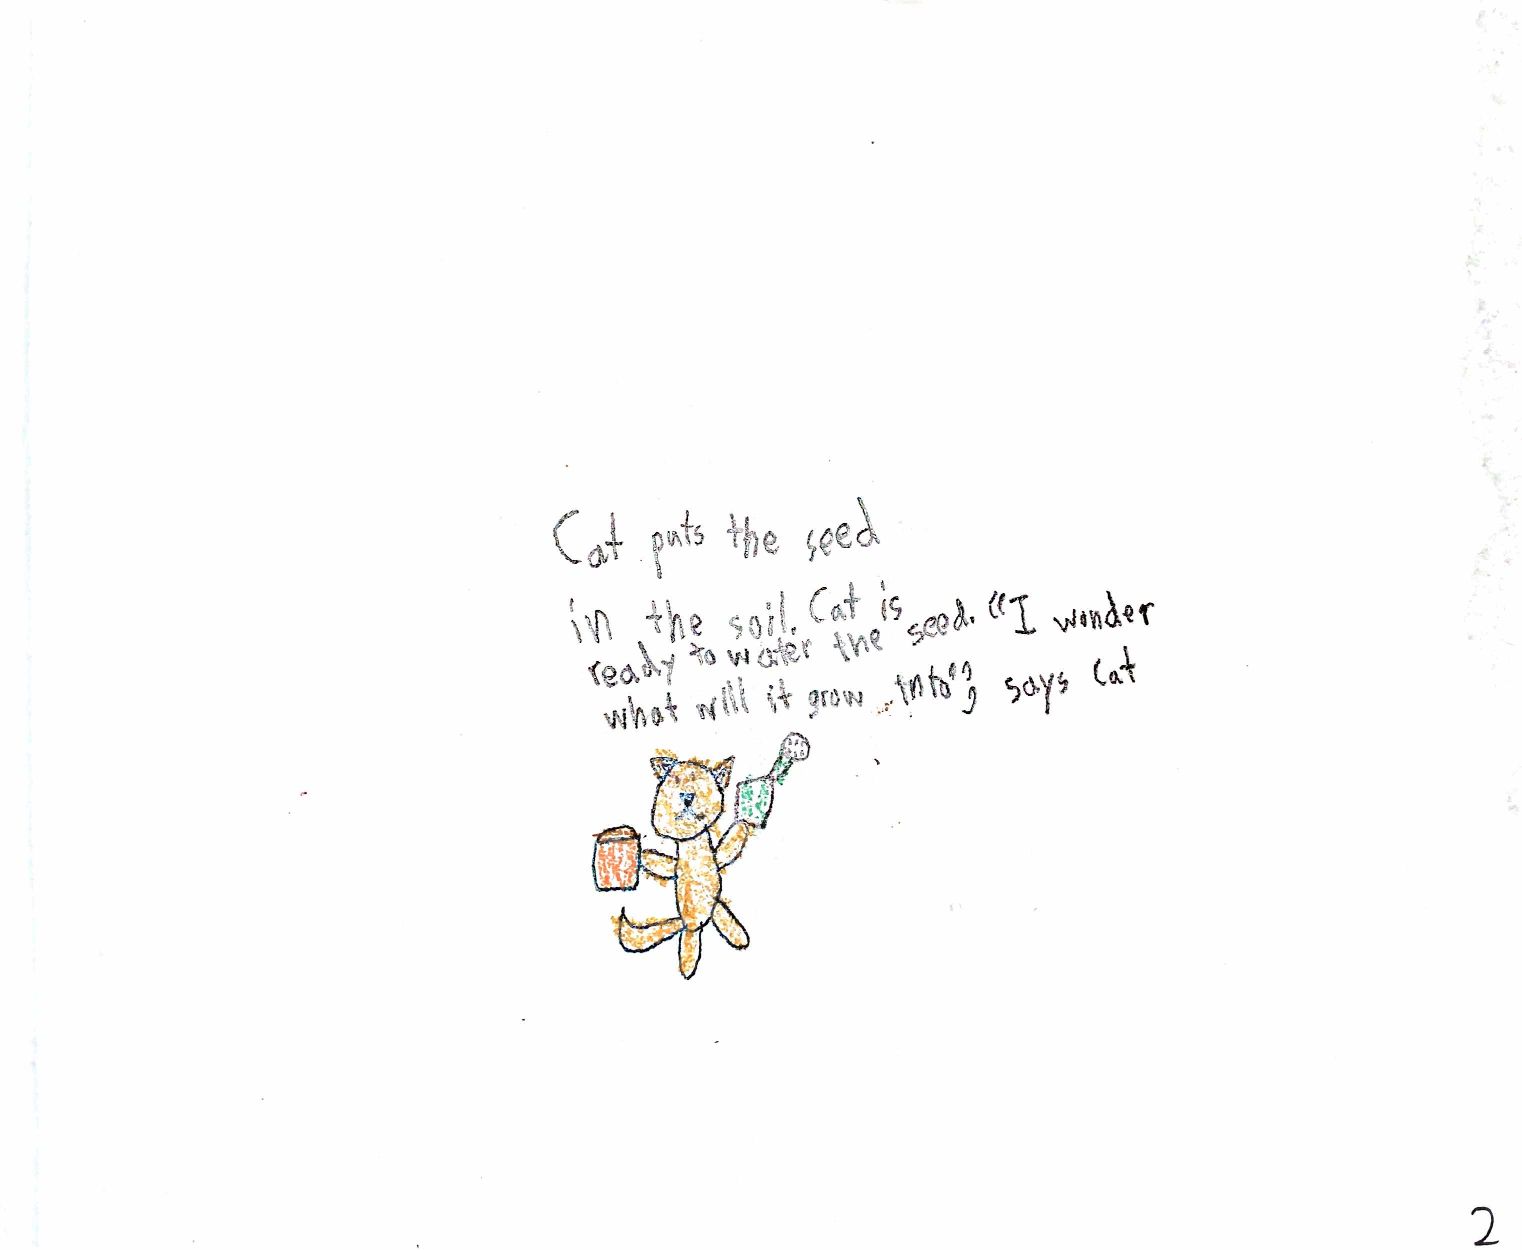 Cat puts the seed
in the soil. Cat is
ready to water the seed. "I wonder
what will it grow into", says Cat
2